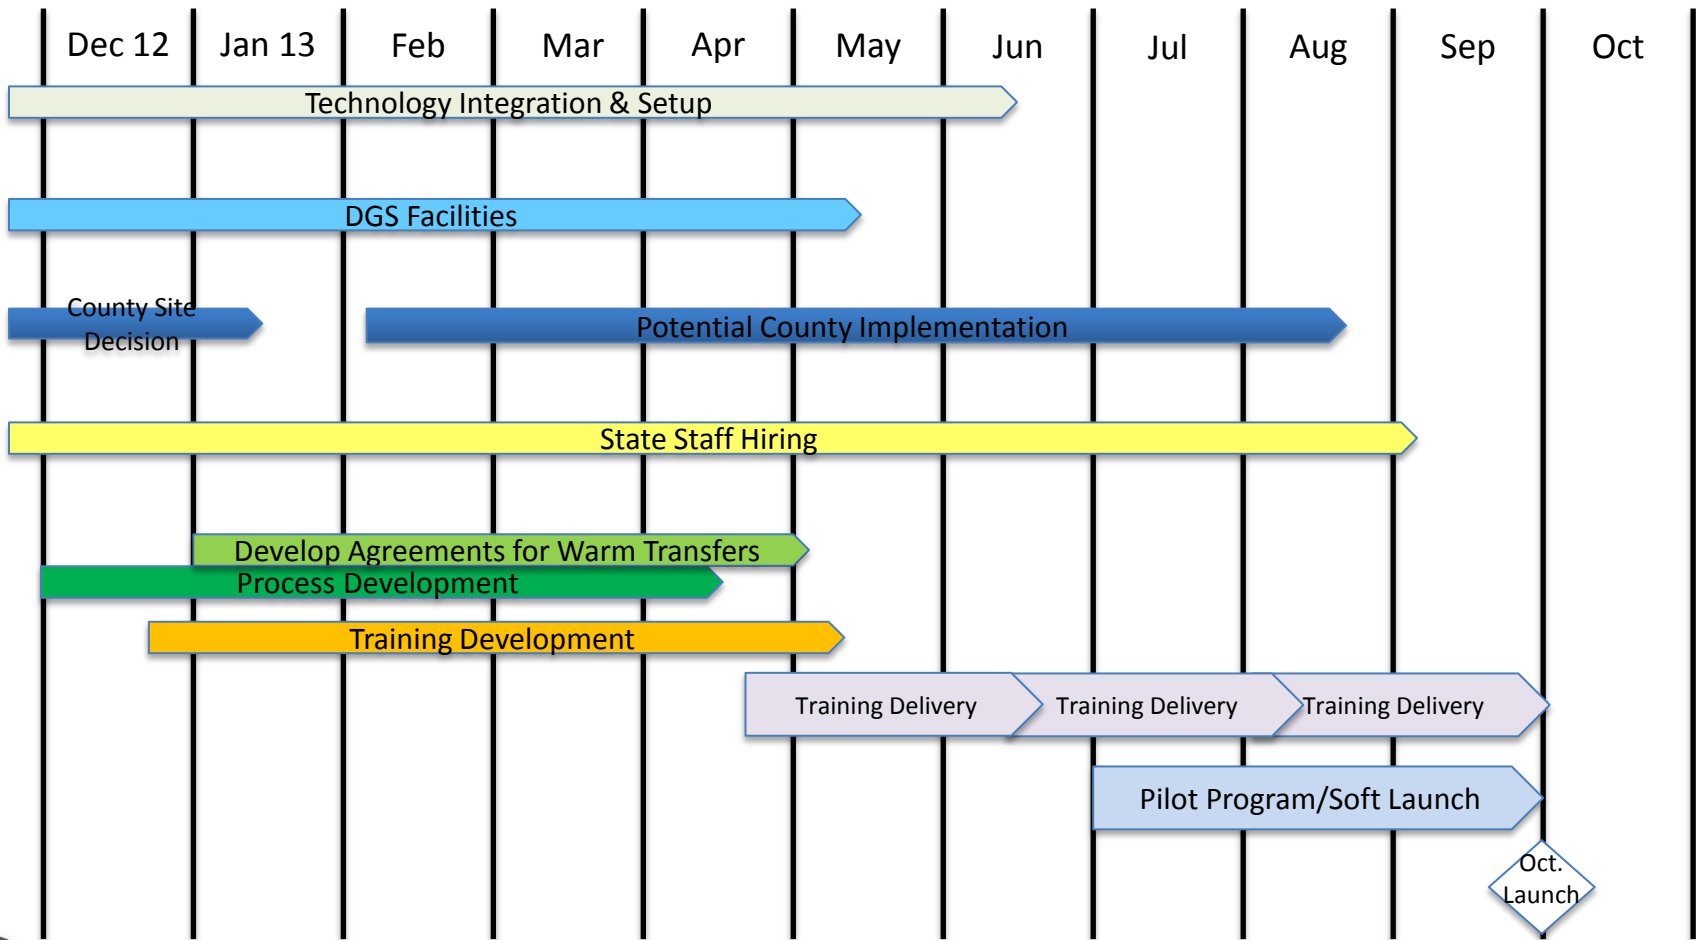 Dec 12 Jan 13 Feb Mar Apr May Jun Jul Aug Sep Oct
Technology Integration & Setup
DGS Facilities
County Site
Decision
Potential County Implementation
State Staff Hiring
Develop Agreements for Warm Transfers
Process Development
Training Development
Training Delivery Training Delivery Training Delivery
Pilot Program/Soft Launch
Oct.
Launch